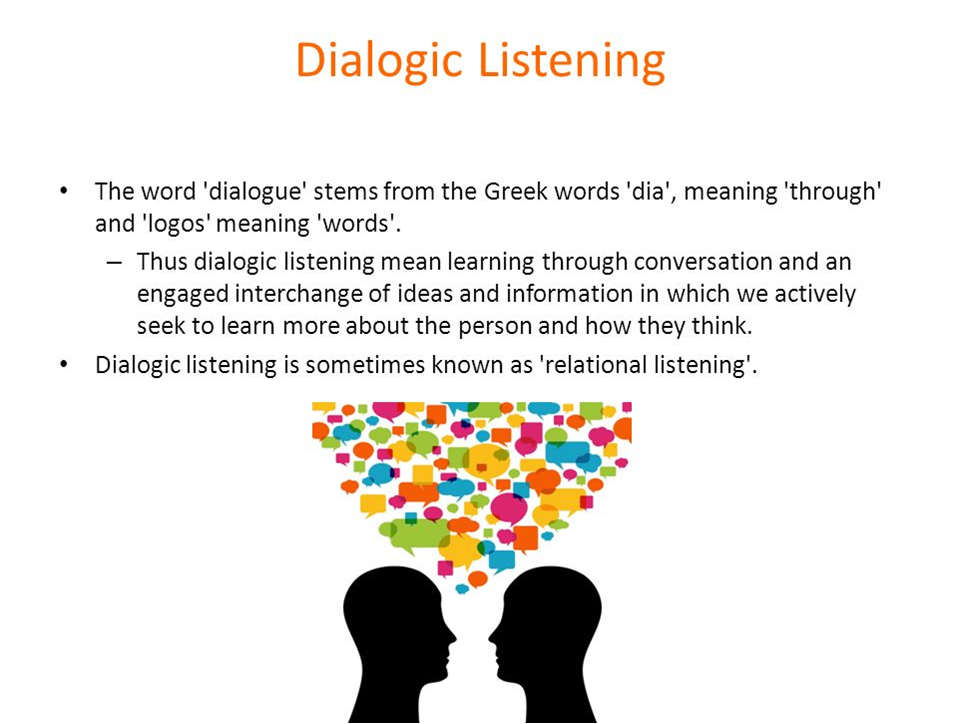 Dialogic Listening
• The word 'dialogue' stems from the Greek words 'dia', meaning 'through'
and 'logos' meaning 'words'.
– Thus dialogic listening mean learning through conversation and an
engaged interchange of ideas and information in which we actively
seek to learn more about the person and how they think.
• Dialogic listening is sometimes known as 'relational listening'.